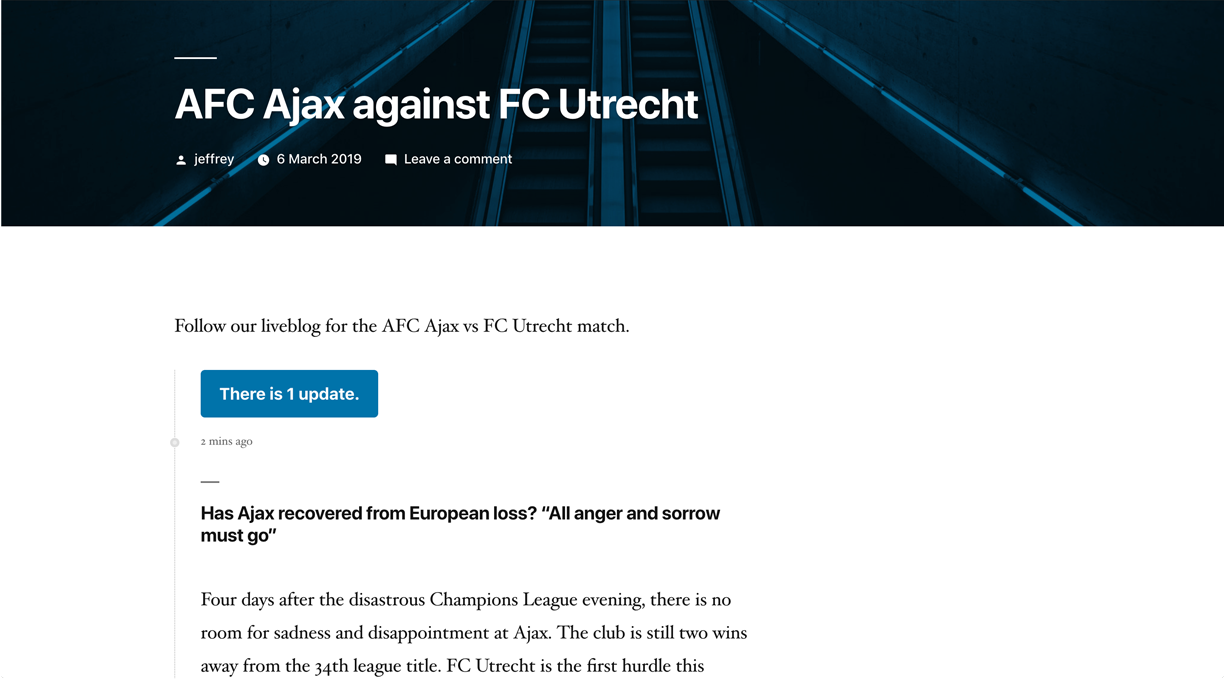 AFC Ajax against FC Utrecht
jeffrey 6 March 2019 Leave a comment
Follow our liveblog for the AFC Ajax vs FC Utrecht match.
There is 1 update.
2 mins ago
Has Ajax recovered from European loss? “All anger and sorrow
must go”
Four days after the disastrous Champions League evening, there is no
room for sadness and disappointment at Ajax. The club is still two wins
away from the 34th league title. FC Utrecht is the first hurdle this